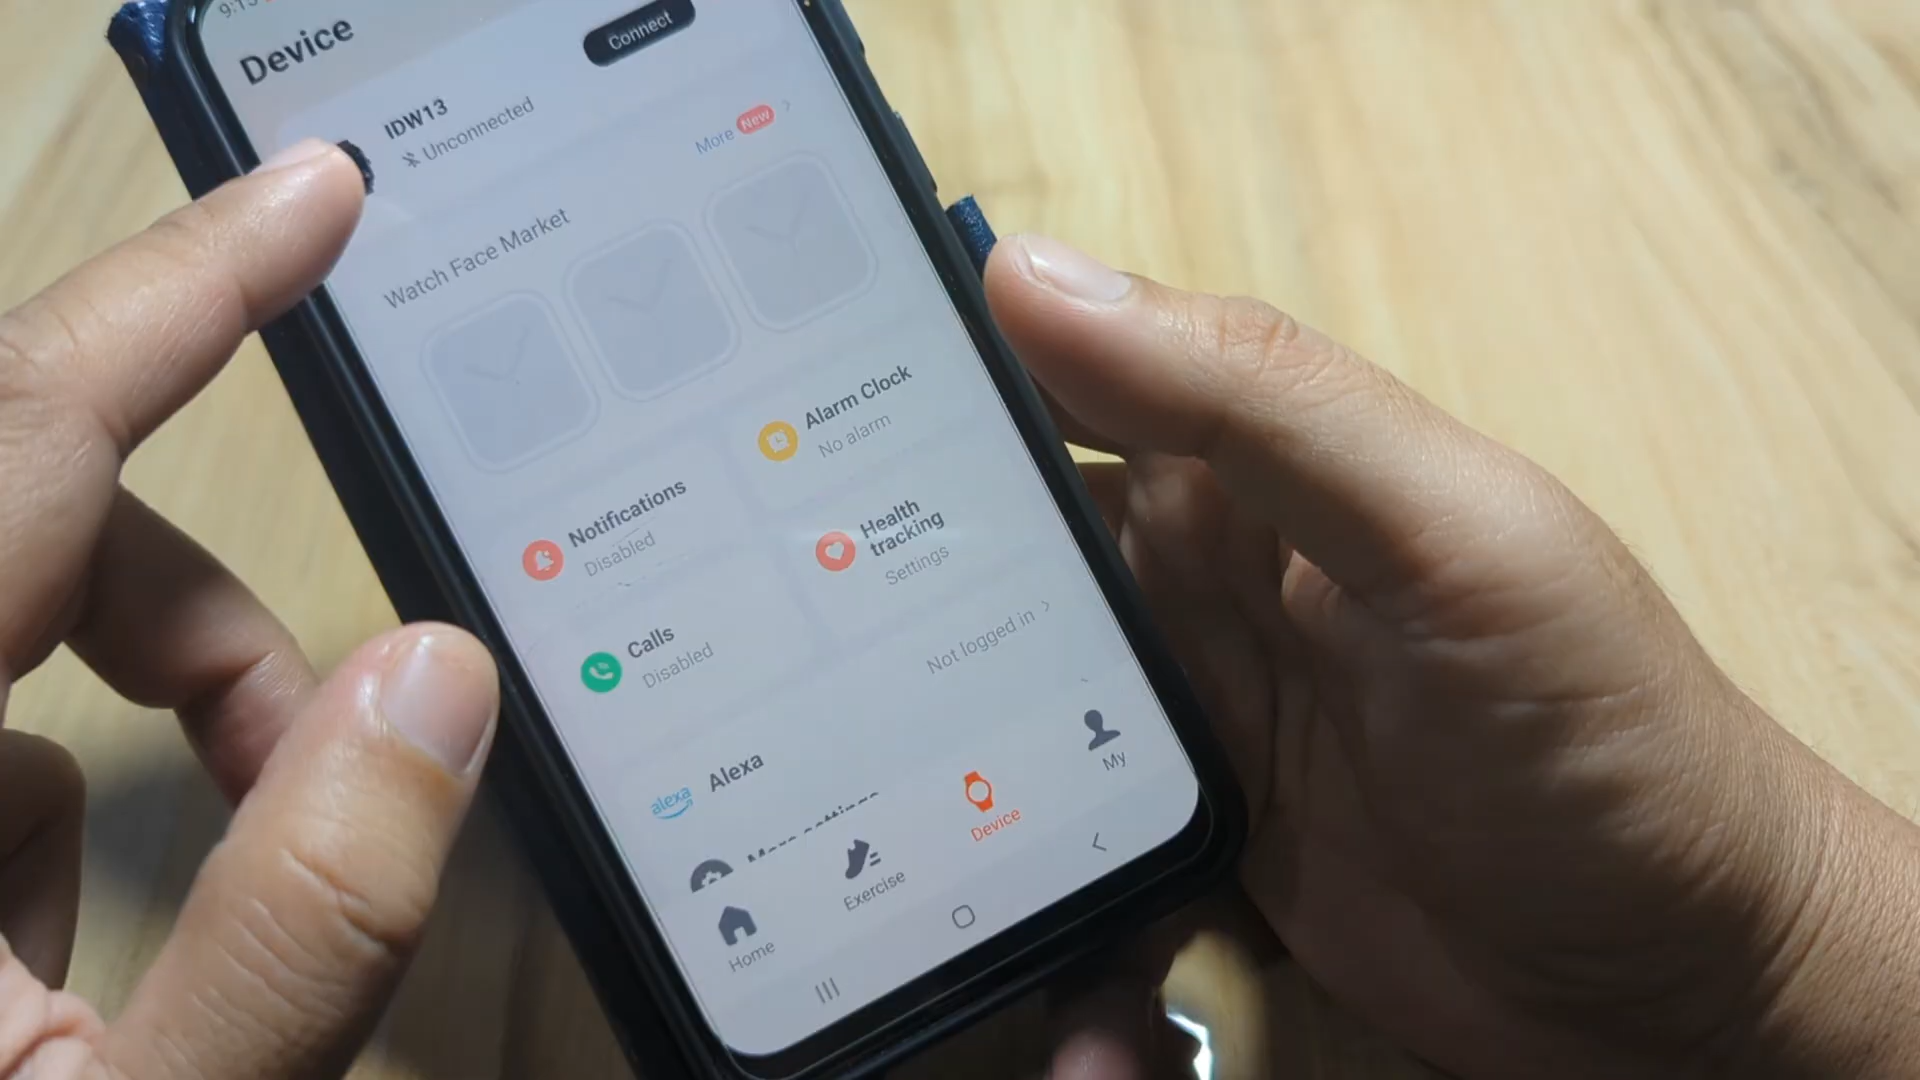 Device
Connect
IDW13
Unconnected
More New
Watch Face Market
Alarm Clock
No alarm
Notifications
Disabled
Health
tracking
Settings
Calls
Disabled
Not logged in
alexa Alexa
My
Device
Exercise
Home